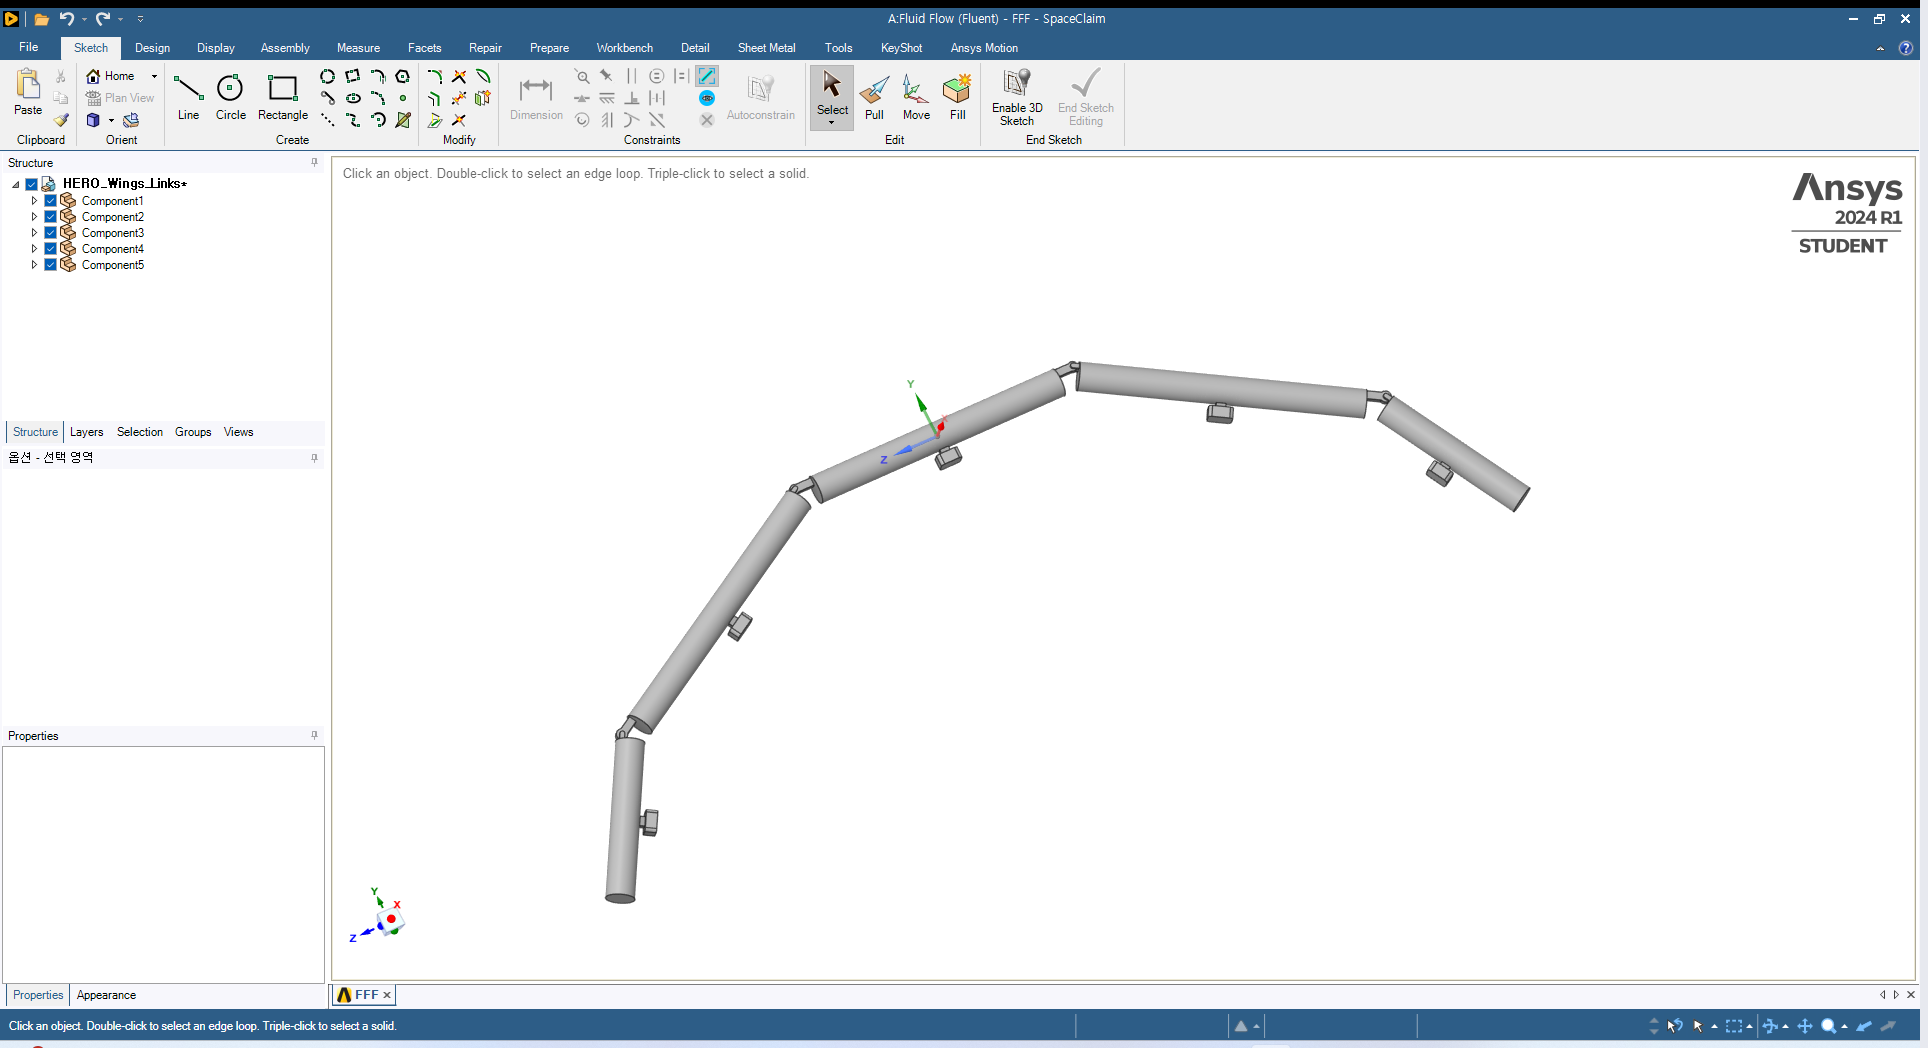 A:Fluid Flow (Fluent) - FFF - SpaceClaim
File Sketch Design Display Assembly Measure Facets Repair Prepare Workbench Detail Sheet Metal Tools KeyShot Ansys Motion
Paste
Clipboard
Home
Plan View
Orient
Line
Circle
Rectangle
Create
Modify
Dimension
Autoconstrain
Constraints
Select
Pull
Move
Fill
Edit
Enable 3D
Sketch
End Sketch
Editing
End Sketch
Structure
HERO_Wings_Links*
Component1
Component2
Component3
Component4
Component5
Structure Layers Selection Groups Views
옵션 - 선택 영역
Properties
Properties Appearance
Click an object. Double-click to select an edge loop. Triple-click to select a solid.
Ansys
2024 R1
STUDENT
Y
X
Z
Y
X
Z
FFF
Click an object. Double-click to select an edge loop. Triple-click to select a solid.